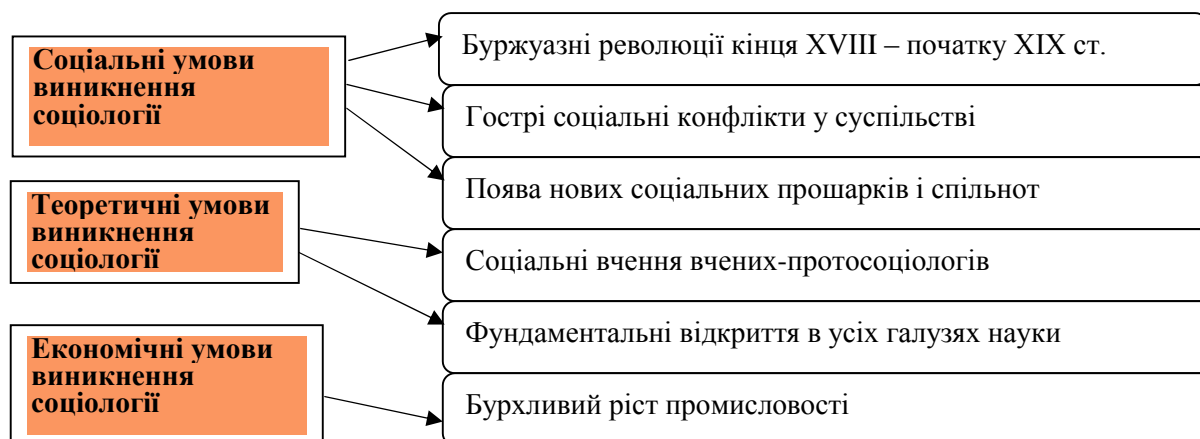 Соціальні умови
виникнення
соціології
Буржуазні революції кінця XVIII – початку XIX ст.
Гострі соціальні конфлікти у суспільстві
Поява нових соціальних прошарків і спільнот
Теоретичні умови
виникнення
соціології
Соціальні вчення вчених-протосоціологів
Фундаментальні відкриття в усіх галузях науки
Економічні умови
виникнення
соціології
Бурхливий ріст промисловості